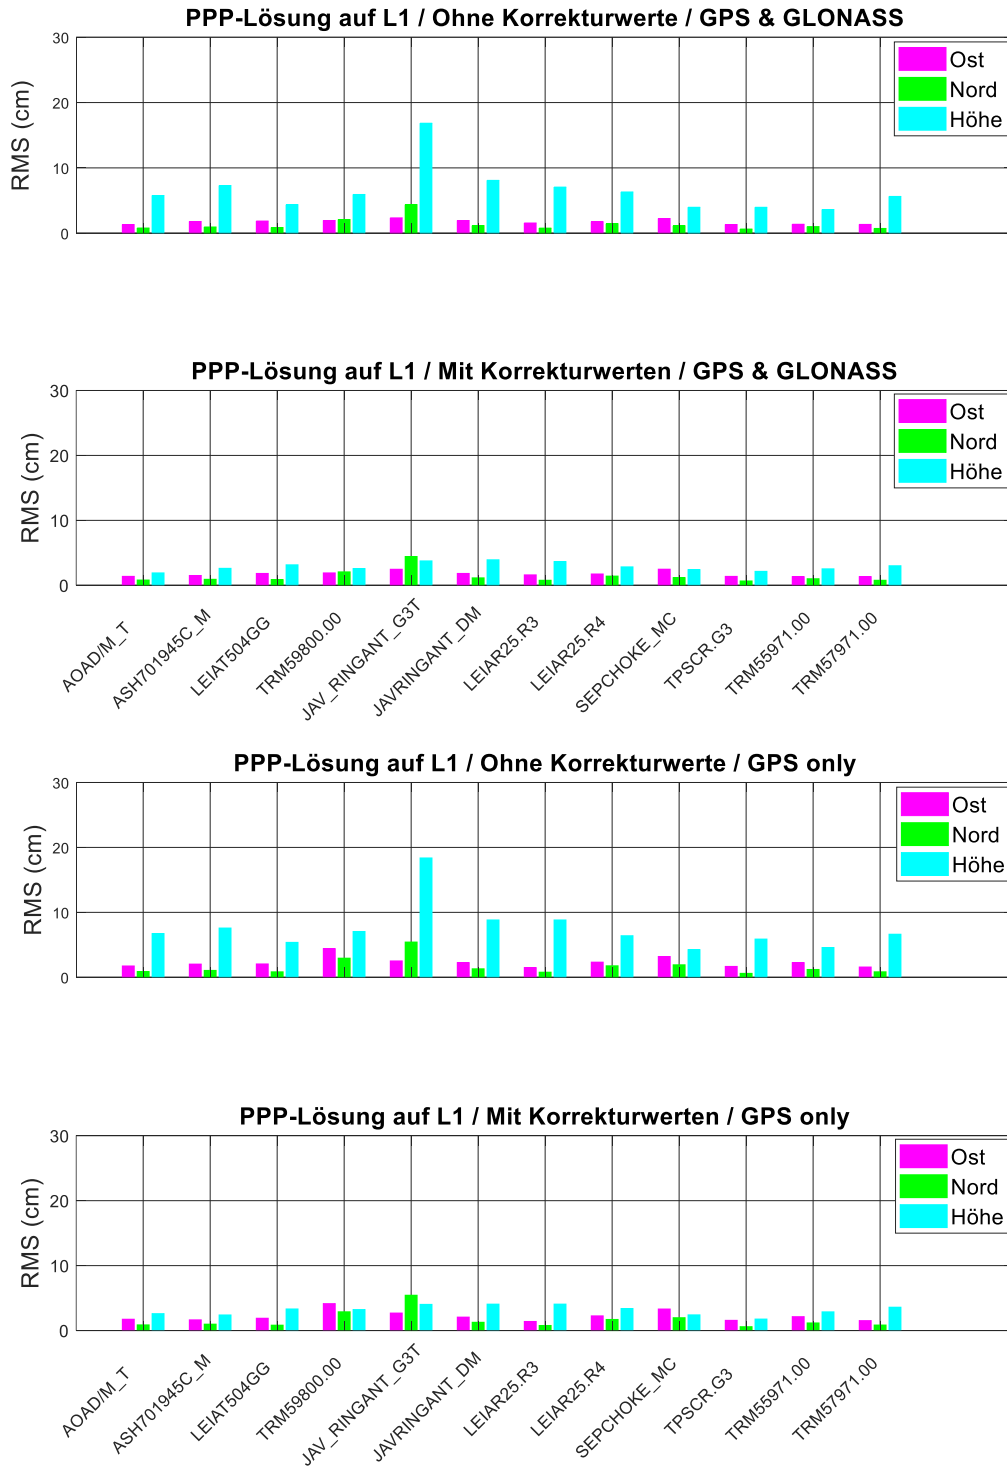 PPP-Lösung auf L1 / Ohne Korrekturwerte / GPS & GLONASS
30
20
10
0
RMS (cm)
Ost
Nord
Höhe
PPP-Lösung auf L1 / Mit Korrekturwerten / GPS & GLONASS
30
20
10
0
RMS (cm)
Ost
Nord
Höhe
AOAD/M_T
ASH701945C_M
LEIAT504GG
TRM59800.00
JAV_RINGANT_G3T
JAVRINGANT_DM
LEIAR25.R3
LEIAR25.R4
SEPCHOKE_MC
TPSCR.G3
TRM55971.00
TRM57971.00
PPP-Lösung auf L1 / Ohne Korrekturwerte / GPS only
30
20
10
0
RMS (cm)
Ost
Nord
Höhe
PPP-Lösung auf L1 / Mit Korrekturwerten / GPS only
30
20
10
0
RMS (cm)
Ost
Nord
Höhe
AOAD/M_T
ASH701945C_M
LEIAT504GG
TRM59800.00
JAV_RINGANT_G3T
JAVRINGANT_DM
LEIAR25.R3
LEIAR25.R4
SEPCHOKE_MC
TPSCR.G3
TRM55971.00
TRM57971.00